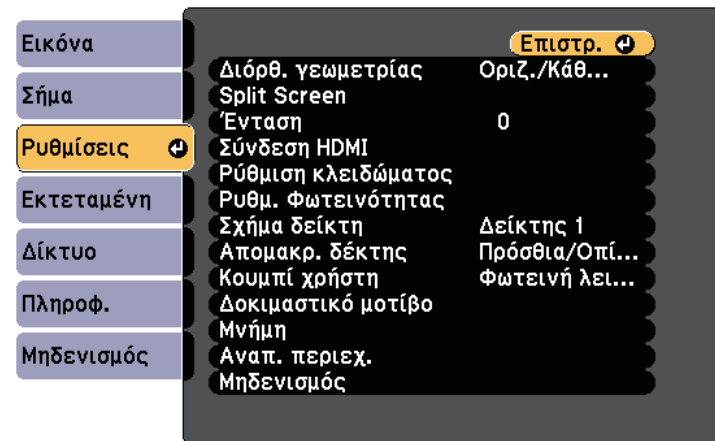 Εικόνα
Σήμα
Ρυθμίσεις
Εκτεταμένη
Δίκτυο
Πληροφ.
Μηδενισμός
Επιστρ.
Διόρθ. γεωμετρίας Οριζ./Κάθ...
Split Screen
Ένταση 0
Σύνδεση HDMI
Ρύθμιση κλειδώματος
Ρυθμ. Φωτεινότητας
Σχήμα δείκτη Δείκτης 1
Απομακρ. δέκτης Πρόσθια/Οπί...
Κουμπί χρήστη Φωτεινή λει...
Δοκιμαστικό μοτίβο
Μνήμη
Αναπ. περιεχ.
Μηδενισμός